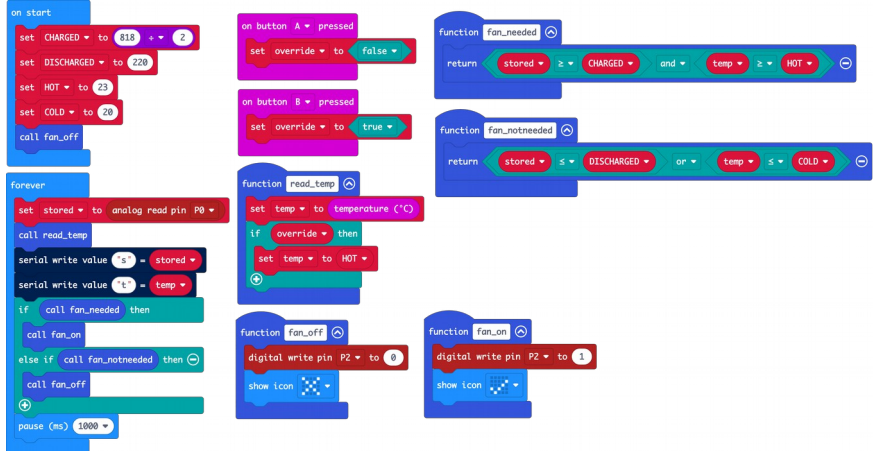 on start
set CHARGED to 818 ÷ 2
set DISCHARGED to 220
set HOT to 23
set COLD to 20
call fan_off
forever
set stored to analog read pin P0
call read_temp
serial write value "s" = stored
serial write value "t" = temp
if call fan_needed then
call fan_on
else if call fan_notneeded then
call fan_off
pause (ms) 1000
on button A pressed
set override to false
on button B pressed
set override to true
function read_temp
set temp to temperature (°C)
if override then
set temp to HOT
function fan_off
digital write pin P2 to 0
show icon
function fan_on
digital write pin P2 to 1
show icon
function fan_needed
return stored ≥ CHARGED and temp ≥ HOT
function fan_notneeded
return stored ≤ DISCHARGED or temp ≤ COLD